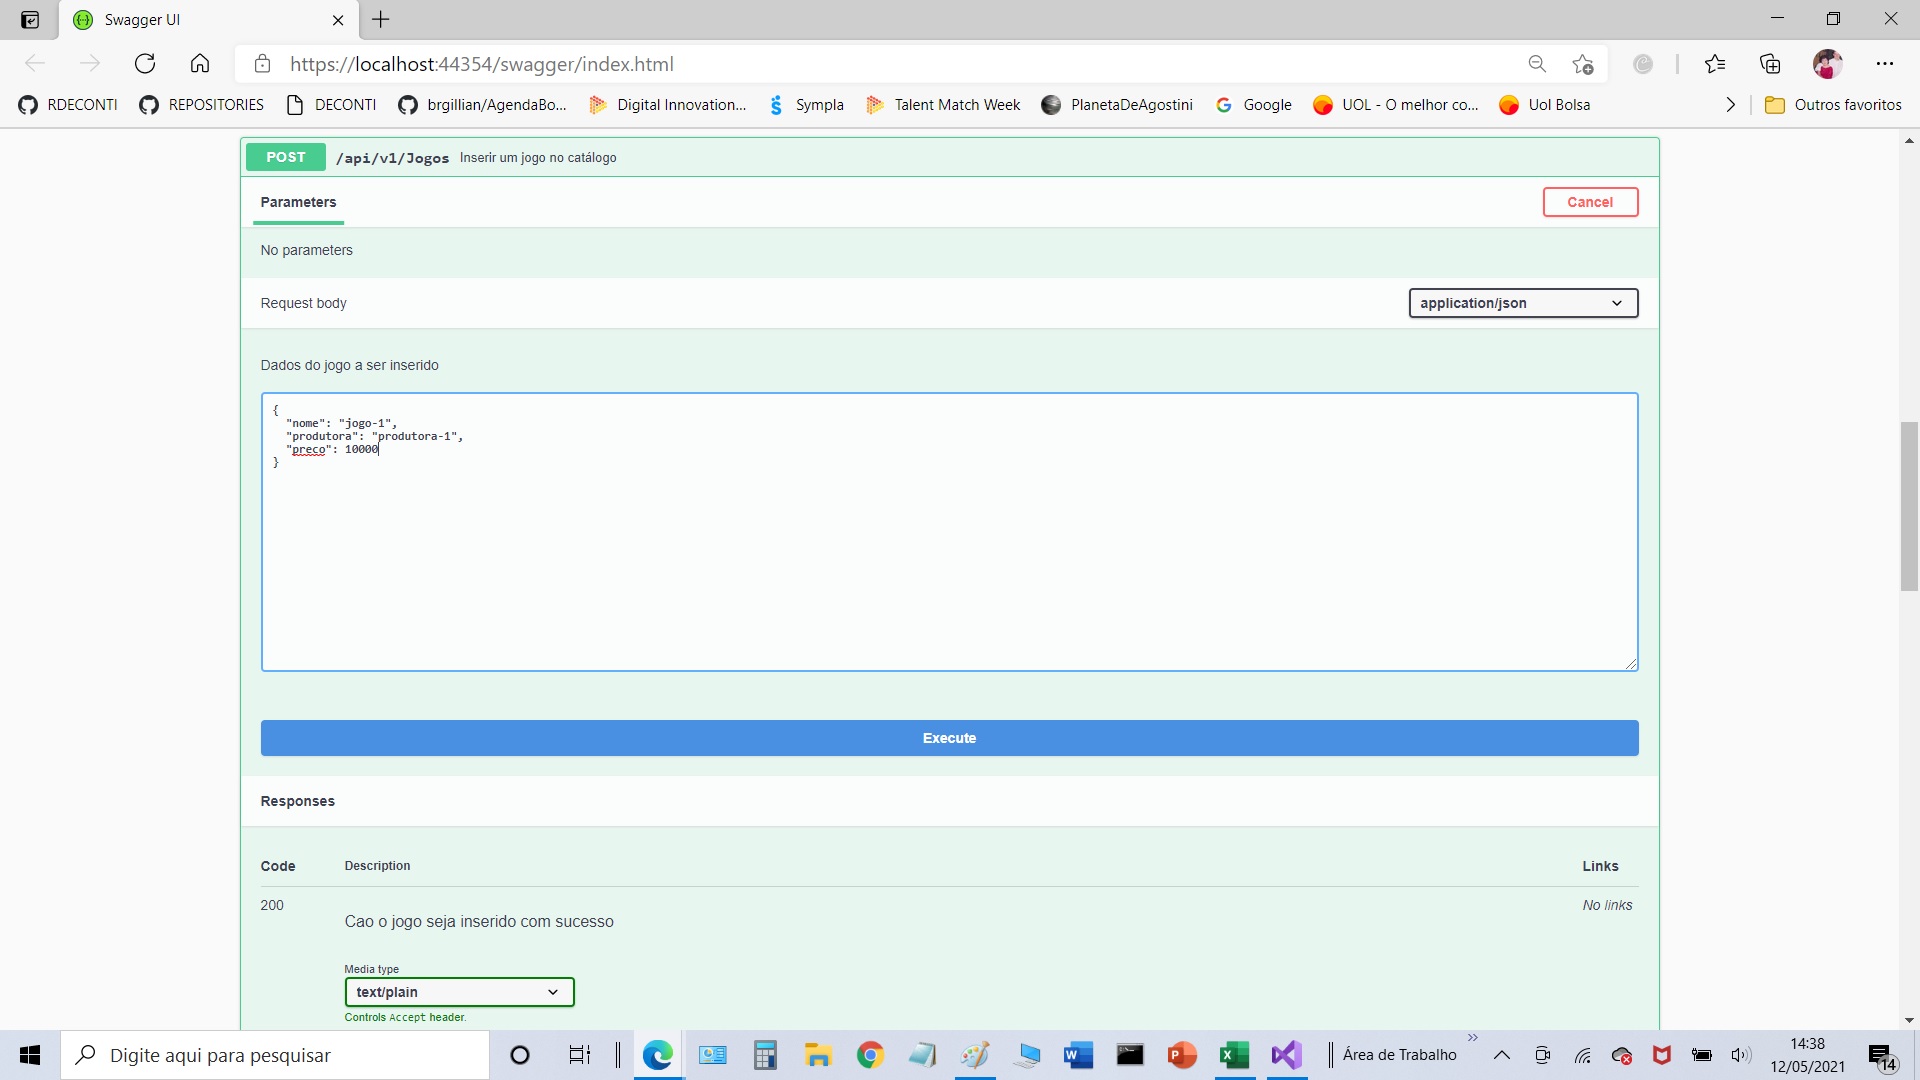 Swagger UI
https://localhost:44354/swagger/index.html
RDECONTI
REPOSITORIES
DECONTI
brgillian/AgendaBo...
Digital Innovation...
Sympla
Talent Match Week
PlanetaDeAgostini
Google
UOL - O melhor co...
Uol Bolsa
Outros favoritos
POST /api/v1/Jogos Inserir um jogo no catálogo
Parameters
Cancel
No parameters
Request body
application/json
Dados do jogo a ser inserido
{
"nome": "jogo-1",
"produtora": "produtora-1",
"preco": 10000
}
Execute
Responses
Code Description Links
200
Cao o jogo seja inserido com sucesso
No links
Media type
text/plain
Controls Accept header.
Digite aqui para pesquisar
Área de Trabalho
14:38
12/05/2021
14